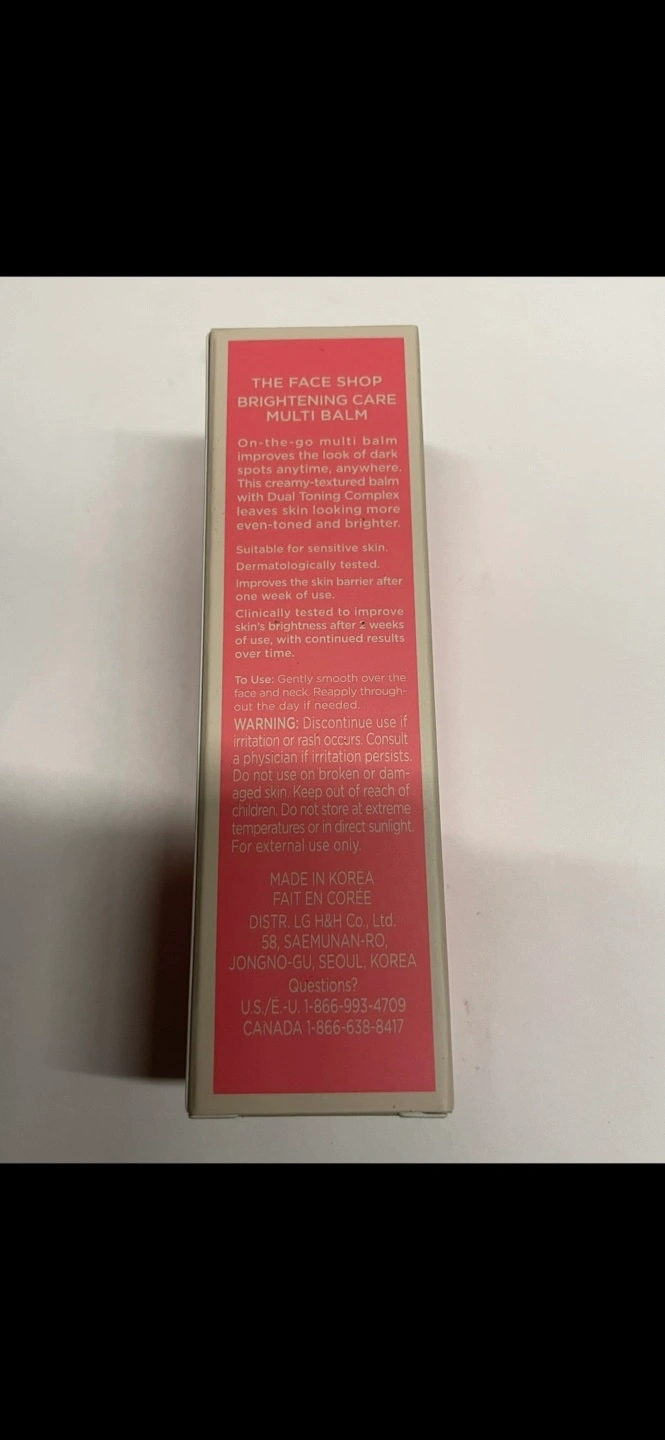 THE FACE SHOP
BRIGHTENING CARE
MULTI BALM
On-the-go multi balm
improves the look of dark
spots anytime, anywhere.
This creamy-textured balm
with Dual Toning Complex
leaves skin looking more
even-toned and brighter.
Suitable for sensitive skin.
Dermatologically tested.
Improves the skin barrier after
one week of use.
Clinically tested to improve
skin's brightness after 2 weeks
of use, with continued results
over time.
To Use: Gently smooth over the
face and neck. Reapply through-
out the day if needed.
WARNING: Discontinue use if
irritation or rash occurs. Consult
a physician if irritation persists.
Do not use on broken or dam-
aged skin. Keep out of reach of
children. Do not store at extreme
temperatures or in direct sunlight.
For external use only.
MADE IN KOREA
FAIT EN CORÉE
DISTR. LG H&H Co., Ltd.
58, SAEMUNAN-RO,
JONGNO-GU, SEOUL, KOREA
Questions?
U.S./É.-U. 1-866-993-4709
CANADA 1-866-638-8417